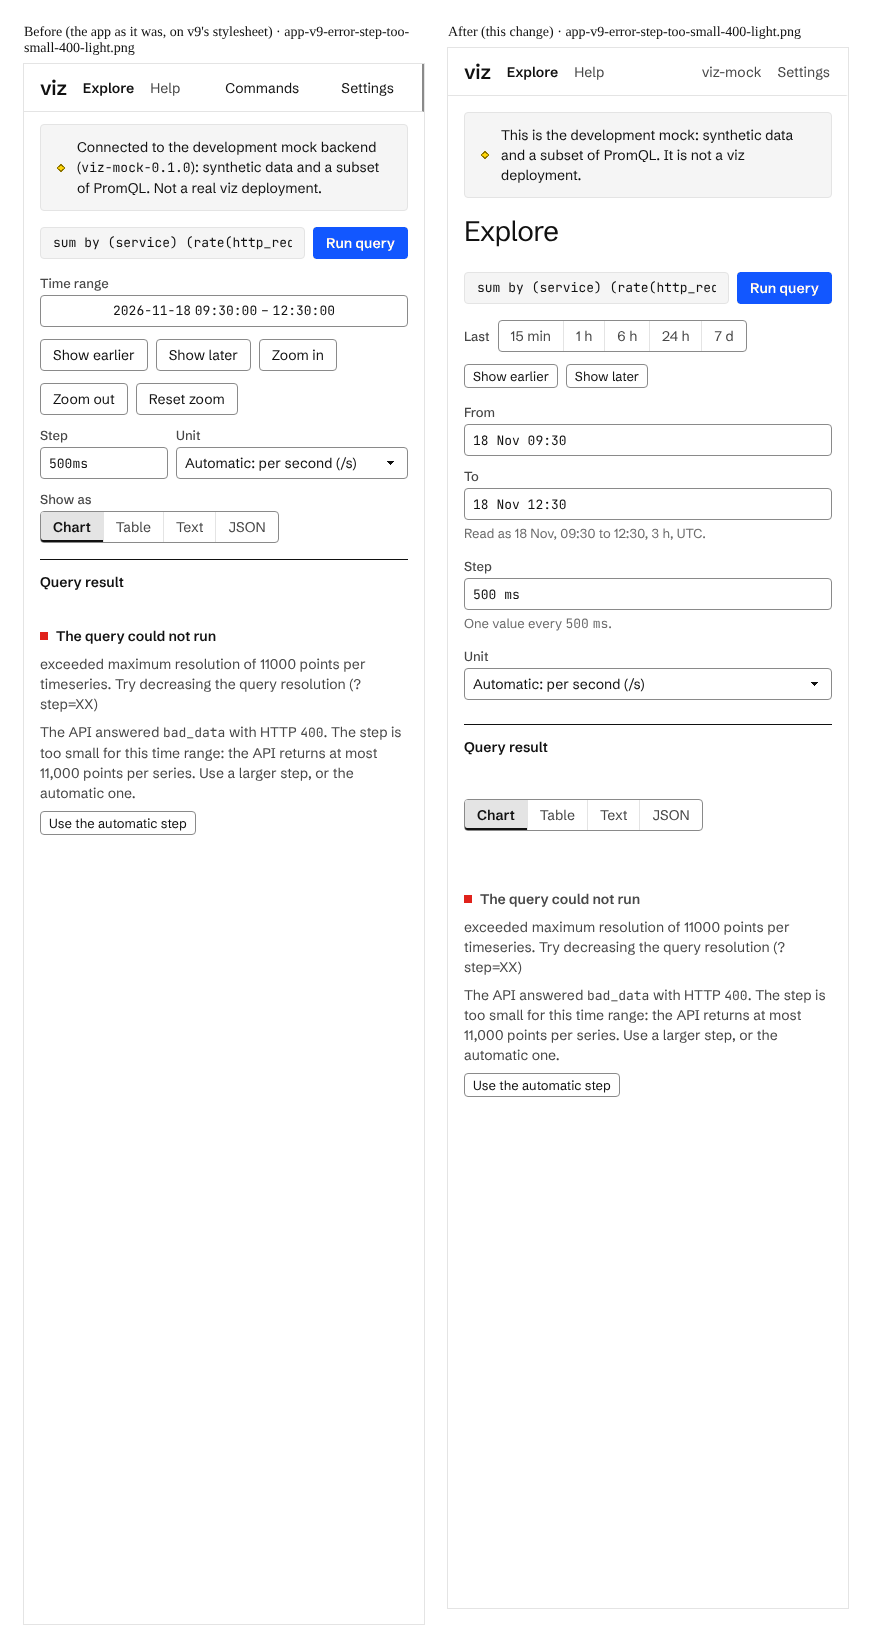 Before (the app as it was, on v9's stylesheet) · app-v9-error-step-too-
small-400-light.png
viz Explore Help Commands Settings
Connected to the development mock backend
(viz-mock-0.1.0): synthetic data and a subset
of PromQL. Not a real viz deployment.
sum by (service) (rate(http_rec Run query
Time range
2026-11-18 09:30:00 – 12:30:00
Show earlier Show later Zoom in
Zoom out Reset zoom
Step Unit
500ms Automatic: per second (/s)
Show as
Chart Table Text JSON
Query result
The query could not run
exceeded maximum resolution of 11000 points per
timeseries. Try decreasing the query resolution (?
step=XX)
The API answered bad_data with HTTP 400. The step is
too small for this time range: the API returns at most
11,000 points per series. Use a larger step, or the
automatic one.
Use the automatic step
After (this change) · app-v9-error-step-too-small-400-light.png
viz Explore Help viz-mock Settings
This is the development mock: synthetic data
and a subset of PromQL. It is not a viz
deployment.
Explore
sum by (service) (rate(http_rec Run query
Last 15 min 1 h 6 h 24 h 7 d
Show earlier Show later
From
18 Nov 09:30
To
18 Nov 12:30
Read as 18 Nov, 09:30 to 12:30, 3 h, UTC.
Step
500 ms
One value every 500 ms.
Unit
Automatic: per second (/s)
Query result
Chart Table Text JSON
The query could not run
exceeded maximum resolution of 11000 points per
timeseries. Try decreasing the query resolution (?
step=XX)
The API answered bad_data with HTTP 400. The step is
too small for this time range: the API returns at most
11,000 points per series. Use a larger step, or the
automatic one.
Use the automatic step